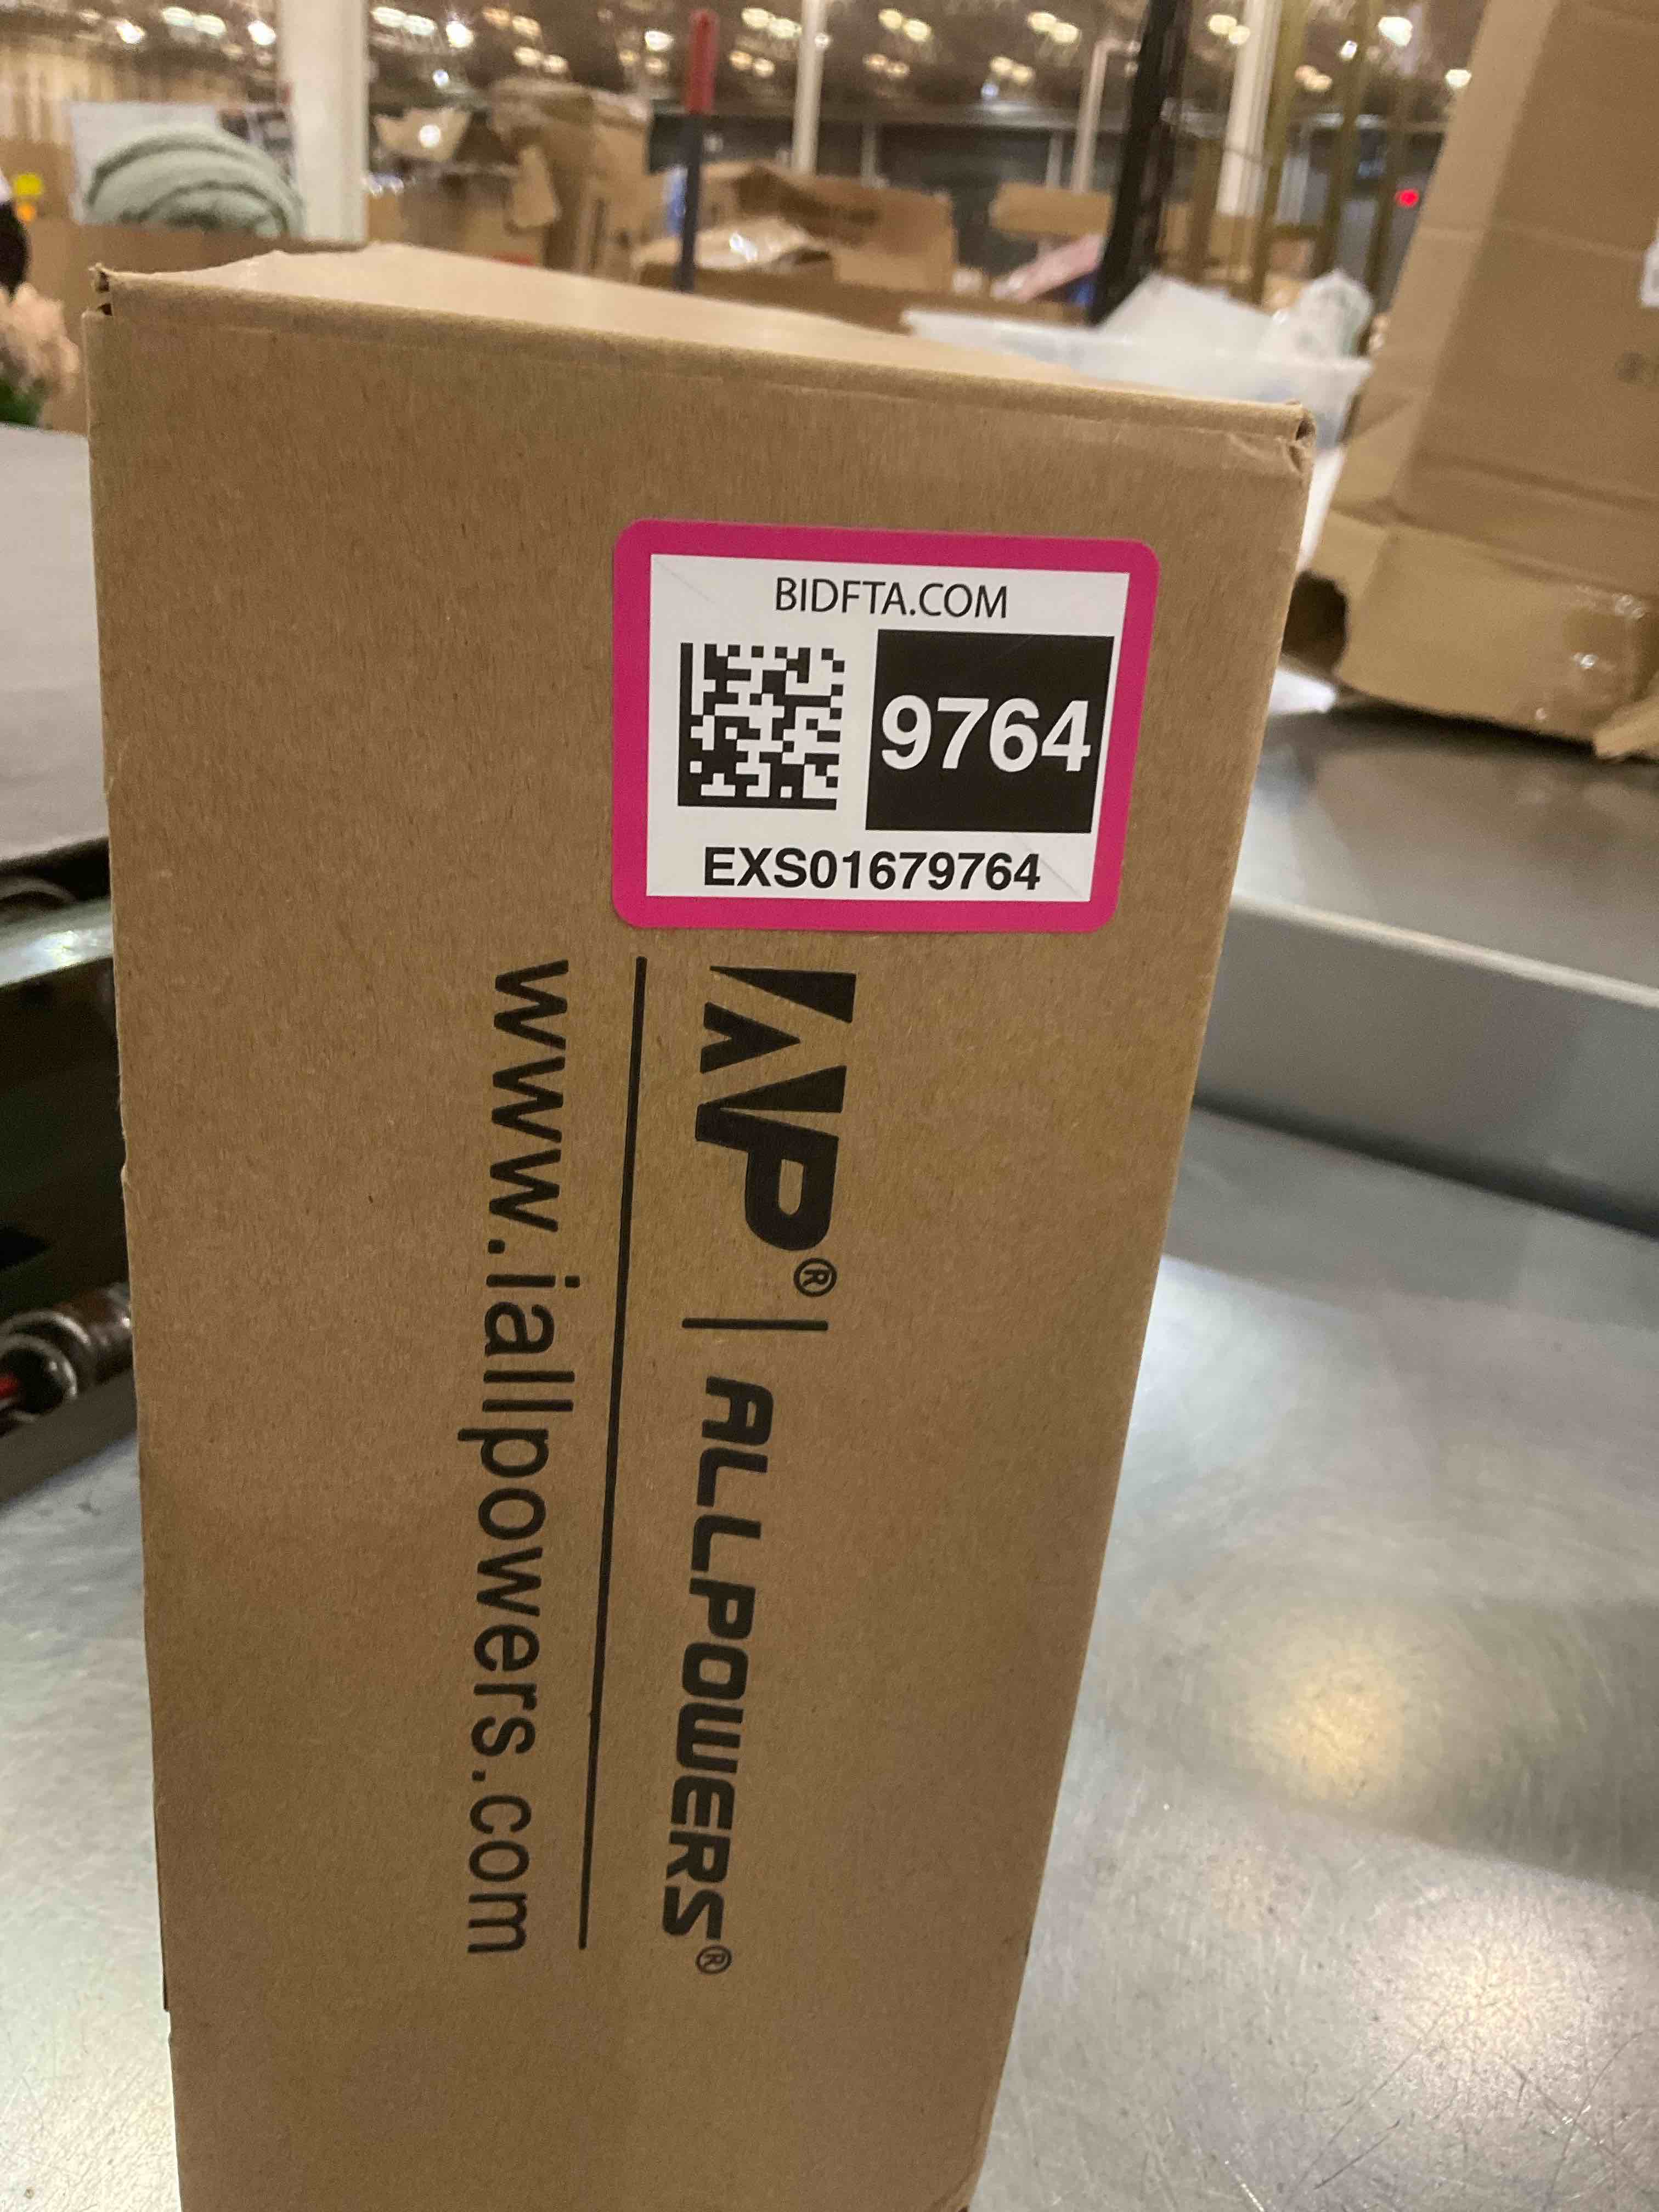 BIDFTA.COM
9764
EXS01679764
AP® | ALLPOWERS®
www.iallpowers.com